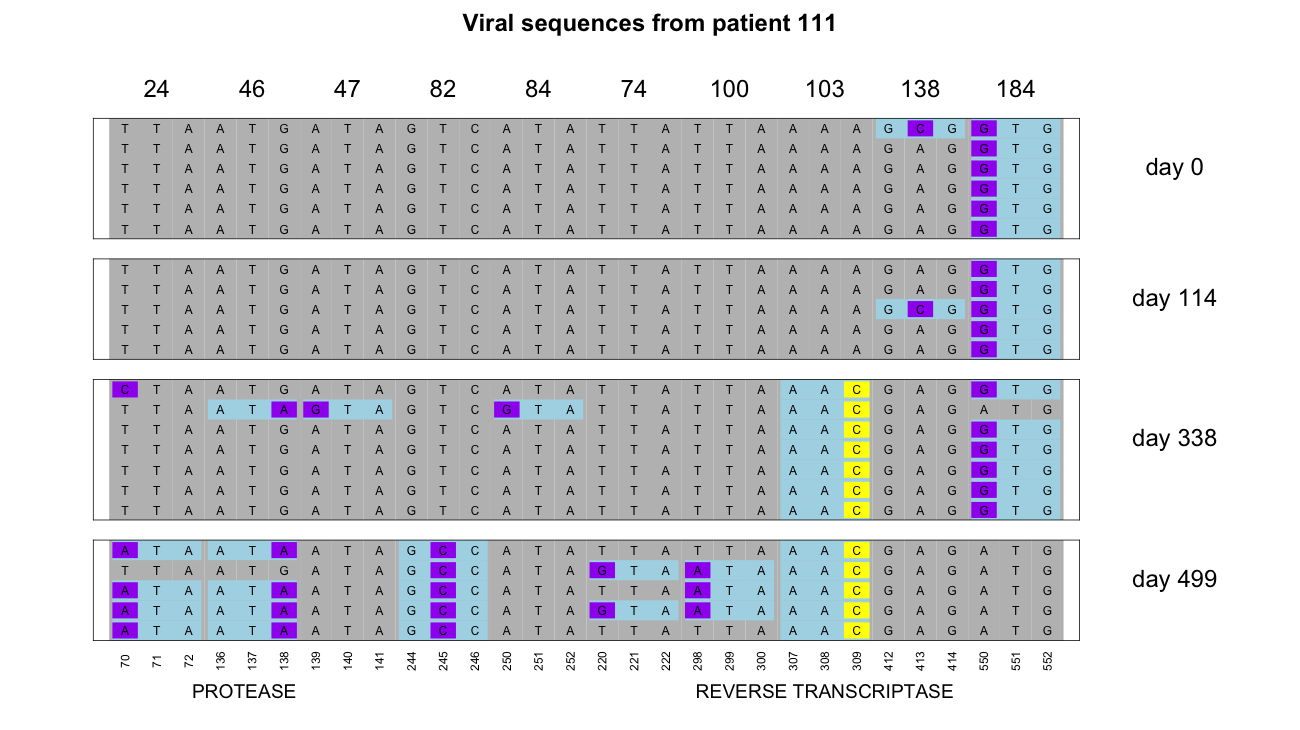 Viral sequences from patient 111
24 46 47 82 84 74 100 103 138 184
T T A A T G A T A G T C A T A T T A T T A A A A G C G G T G
T T A A T G A T A G T C A T A T T A T T A A A A G A G G T G
T T A A T G A T A G T C A T A T T A T T A A A A G A G G T G
day 0
T T A A T G A T A G T C A T A T T A T T A A A A G A G G T G
T T A A T G A T A G T C A T A T T A T T A A A A G A G G T G
T T A A T G A T A G T C A T A T T A T T A A A A G A G G T G
T T A A T G A T A G T C A T A T T A T T A A A A G A G G T G
T T A A T G A T A G T C A T A T T A T T A A A A G A G G T G
day 114
T T A A T G A T A G T C A T A T T A T T A A A A G C G G T G
T T A A T G A T A G T C A T A T T A T T A A A A G A G G T G
T T A A T G A T A G T C A T A T T A T T A A A A G A G G T G
C T A A T G A T A G T C A T A T T A T T A A A C G A G G T G
T T A A T A G T A G T C G T A T T A T T A A A C G A G A T G
T T A A T G A T A G T C A T A T T A T T A A A C G A G G T G
day 338
T T A A T G A T A G T C A T A T T A T T A A A C G A G G T G
T T A A T G A T A G T C A T A T T A T T A A A C G A G G T G
T T A A T G A T A G T C A T A T T A T T A A A C G A G G T G
T T A A T G A T A G T C A T A T T A T T A A A C G A G G T G
A T A A T A A T A G C C A T A T T A T T A A A C G A G A T G
T T A A T G A T A G C C A T A G T A A T A A A C G A G A T G
day 499
A T A A T A A T A G C C A T A T T A A T A A A C G A G A T G
A T A A T A A T A G C C A T A G T A A T A A A C G A G A T G
A T A A T A A T A G C C A T A T T A T T A A A C G A G A T G
70 71 72 136 137 138 139 140 141 244 245 246 250 251 252 220 221 222 298 299 300 307 308 309 412 413 414 550 551 552
PROTEASE REVERSE TRANSCRIPTASE